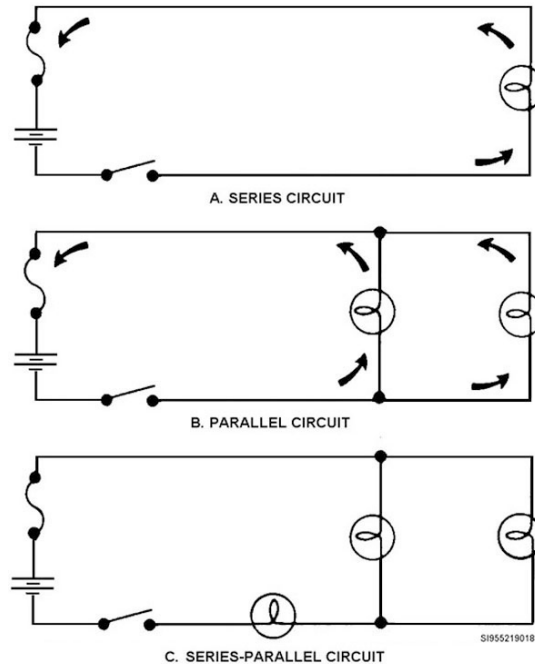 A. SERIES CIRCUIT
B. PARALLEL CIRCUIT
SI955219018
C. SERIES-PARALLEL CIRCUIT